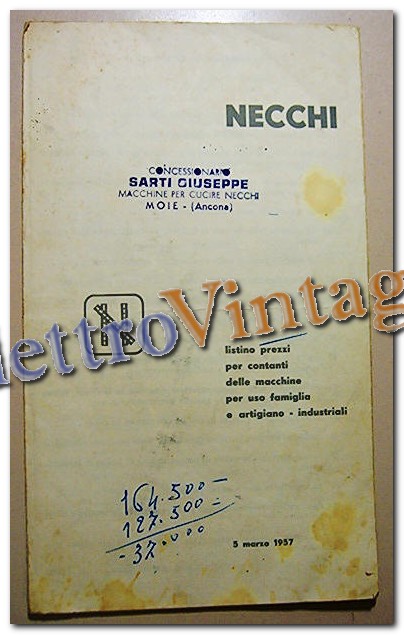 NECCHI
CONCESSIONARIO
SARTI GIUSEPPE
MACCHINE PER CUCIRE NECCHI
MOIE - (Ancona)
N
lettroVintag
listino prezzi
per contanti
delle macchine
per uso famiglia
e artigiano - industriali
164.500 -
127.500 -
- 37.000
5 marzo 1957